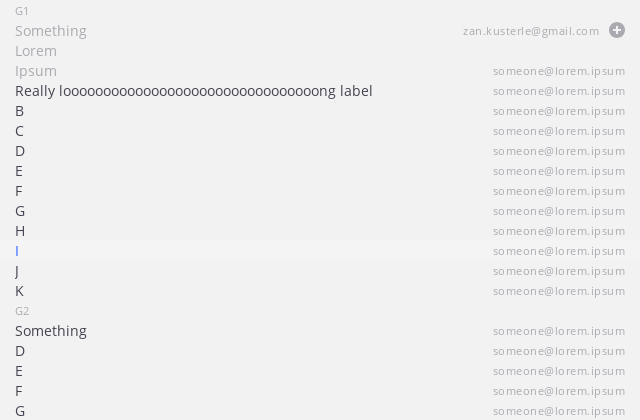 G1
Something zan.kusterle@gmail.com
Lorem
Ipsum someone@lorem.ipsum
Really looooooooooooooooooooooooooooooooong label someone@lorem.ipsum
B someone@lorem.ipsum
C someone@lorem.ipsum
D someone@lorem.ipsum
E someone@lorem.ipsum
F someone@lorem.ipsum
G someone@lorem.ipsum
H someone@lorem.ipsum
I someone@lorem.ipsum
J someone@lorem.ipsum
K someone@lorem.ipsum
G2
Something someone@lorem.ipsum
D someone@lorem.ipsum
E someone@lorem.ipsum
F someone@lorem.ipsum
G someone@lorem.ipsum